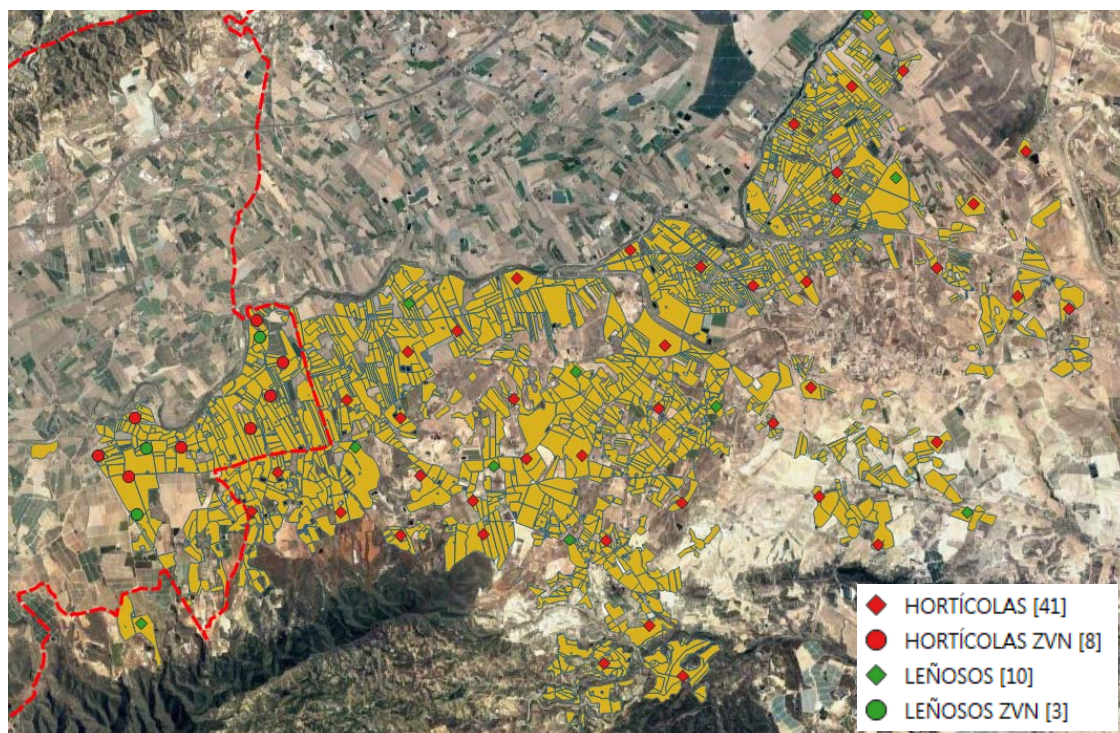 HORTÍCOLAS [41]
HORTÍCOLAS ZVN [8]
LEÑOSOS [10]
LEÑOSOS ZVN [3]